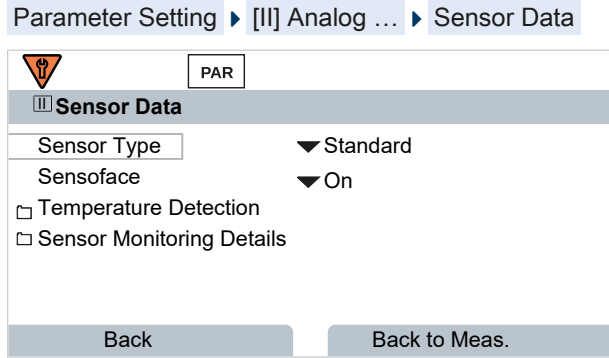 Parameter Setting ▸ [II] Analog … ▸ Sensor Data
PAR
II Sensor Data
Sensor Type Standard
Sensoface On
Temperature Detection
Sensor Monitoring Details
Back Back to Meas.